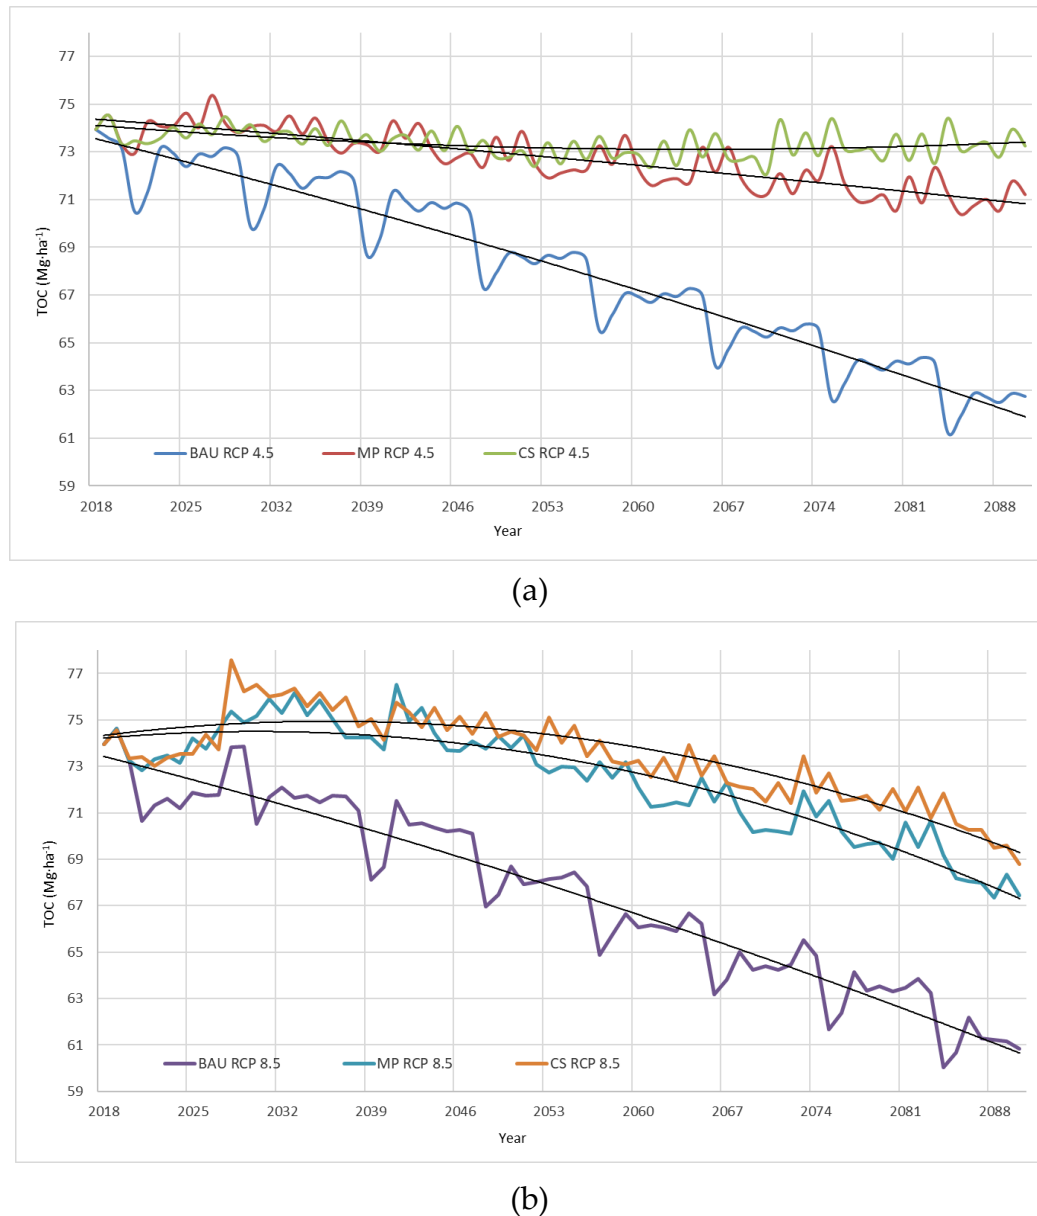 77
75
73
71
69
67
65
63
61
59
TOC (Mg·ha⁻¹)
BAU RCP 4.5 MP RCP 4.5 CS RCP 4.5
2018 2025 2032 2039 2046 2053 2060 2067 2074 2081 2088
Year
(a)
77
75
73
71
69
67
65
63
61
59
TOC (Mg·ha⁻¹)
BAU RCP 8.5 MP RCP 8.5 CS RCP 8.5
2018 2025 2032 2039 2046 2053 2060 2067 2074 2081 2088
Year
(b)